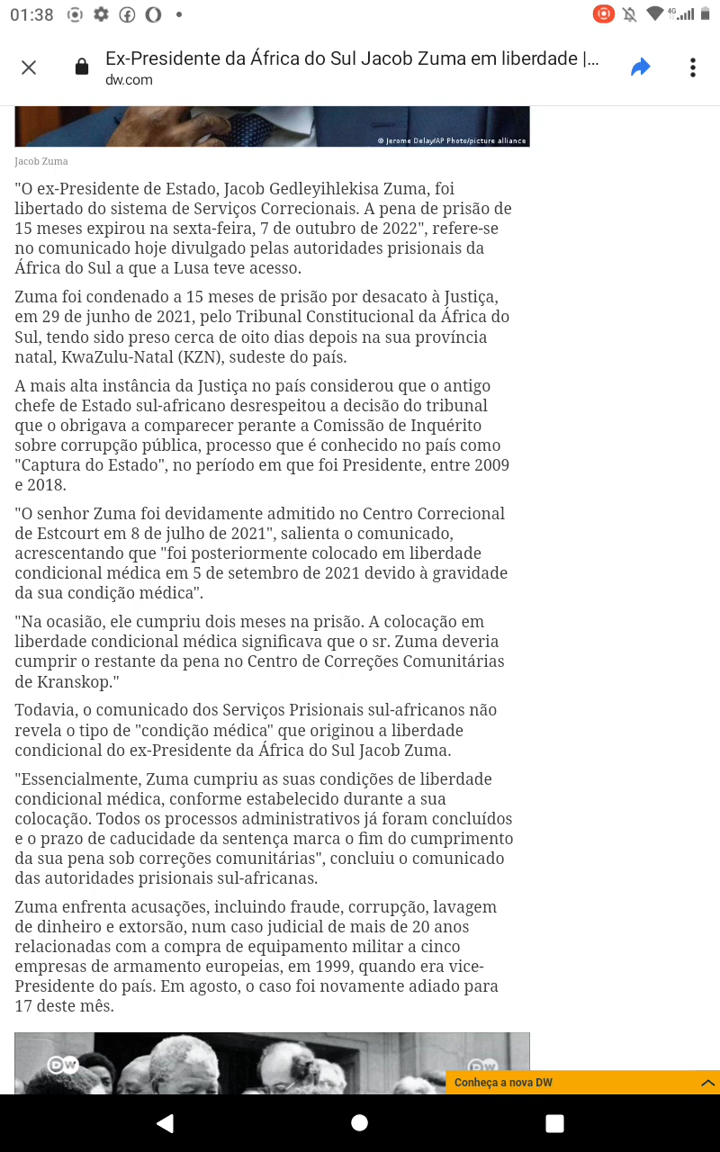 01:38
4G
Ex-Presidente da África do Sul Jacob Zuma em liberdade |...
dw.com
© Jerome Delay/AP Photo/picture alliance
Jacob Zuma
"O ex-Presidente de Estado, Jacob Gedleyihlekisa Zuma, foi
libertado do sistema de Serviços Correcionais. A pena de prisão de
15 meses expirou na sexta-feira, 7 de outubro de 2022", refere-se
no comunicado hoje divulgado pelas autoridades prisionais da
África do Sul a que a Lusa teve acesso.
Zuma foi condenado a 15 meses de prisão por desacato à Justiça,
em 29 de junho de 2021, pelo Tribunal Constitucional da África do
Sul, tendo sido preso cerca de oito dias depois na sua província
natal, KwaZulu-Natal (KZN), sudeste do país.
A mais alta instância da Justiça no país considerou que o antigo
chefe de Estado sul-africano desrespeitou a decisão do tribunal
que o obrigava a comparecer perante a Comissão de Inquérito
sobre corrupção pública, processo que é conhecido no país como
"Captura do Estado", no período em que foi Presidente, entre 2009
e 2018.
"O senhor Zuma foi devidamente admitido no Centro Correcional
de Estcourt em 8 de julho de 2021", salienta o comunicado,
acrescentando que "foi posteriormente colocado em liberdade
condicional médica em 5 de setembro de 2021 devido à gravidade
da sua condição médica".
"Na ocasião, ele cumpriu dois meses na prisão. A colocação em
liberdade condicional médica significava que o sr. Zuma deveria
cumprir o restante da pena no Centro de Correções Comunitárias
de Kranskop."
Todavia, o comunicado dos Serviços Prisionais sul-africanos não
revela o tipo de "condição médica" que originou a liberdade
condicional do ex-Presidente da África do Sul Jacob Zuma.
"Essencialmente, Zuma cumpriu as suas condições de liberdade
condicional médica, conforme estabelecido durante a sua
colocação. Todos os processos administrativos já foram concluídos
e o prazo de caducidade da sentença marca o fim do cumprimento
da sua pena sob correções comunitárias", concluiu o comunicado
das autoridades prisionais sul-africanas.
Zuma enfrenta acusações, incluindo fraude, corrupção, lavagem
de dinheiro e extorsão, num caso judicial de mais de 20 anos
relacionadas com a compra de equipamento militar a cinco
empresas de armamento europeias, em 1999, quando era vice-
Presidente do país. Em agosto, o caso foi novamente adiado para
17 deste mês.
DW
DW
Conheça a nova DW